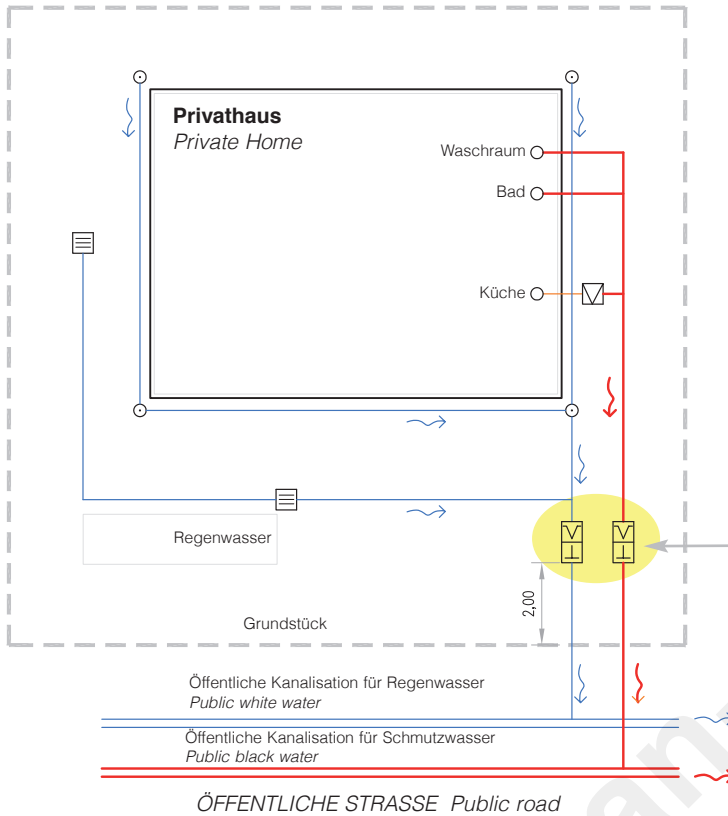 Privathaus
Private Home
Waschraum
Bad
Küche
Regenwasser
2,00
Grundstück
Öffentliche Kanalisation für Regenwasser
Public white water
Öffentliche Kanalisation für Schmutzwasser
Public black water
ÖFFENTLICHE STRASSE Public road